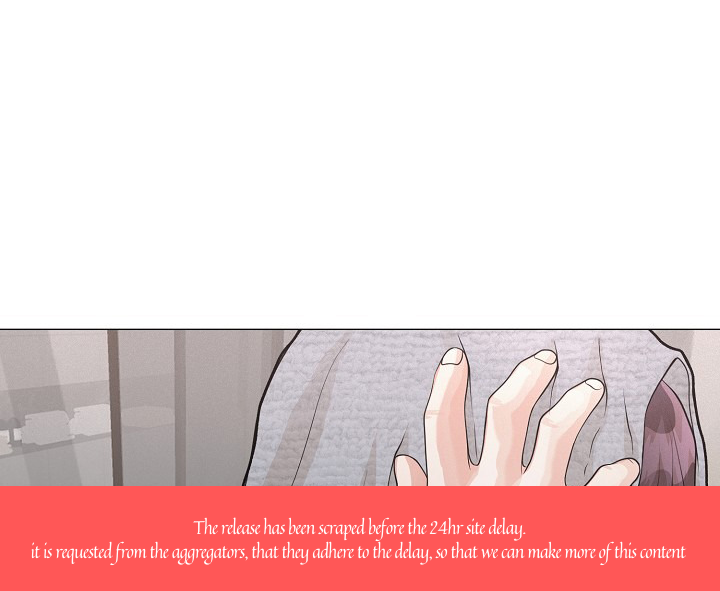 The release has been scraped before the 24hr site delay.
it is requested from the aggregators, that they adhere to the delay, so that we can make more of this content